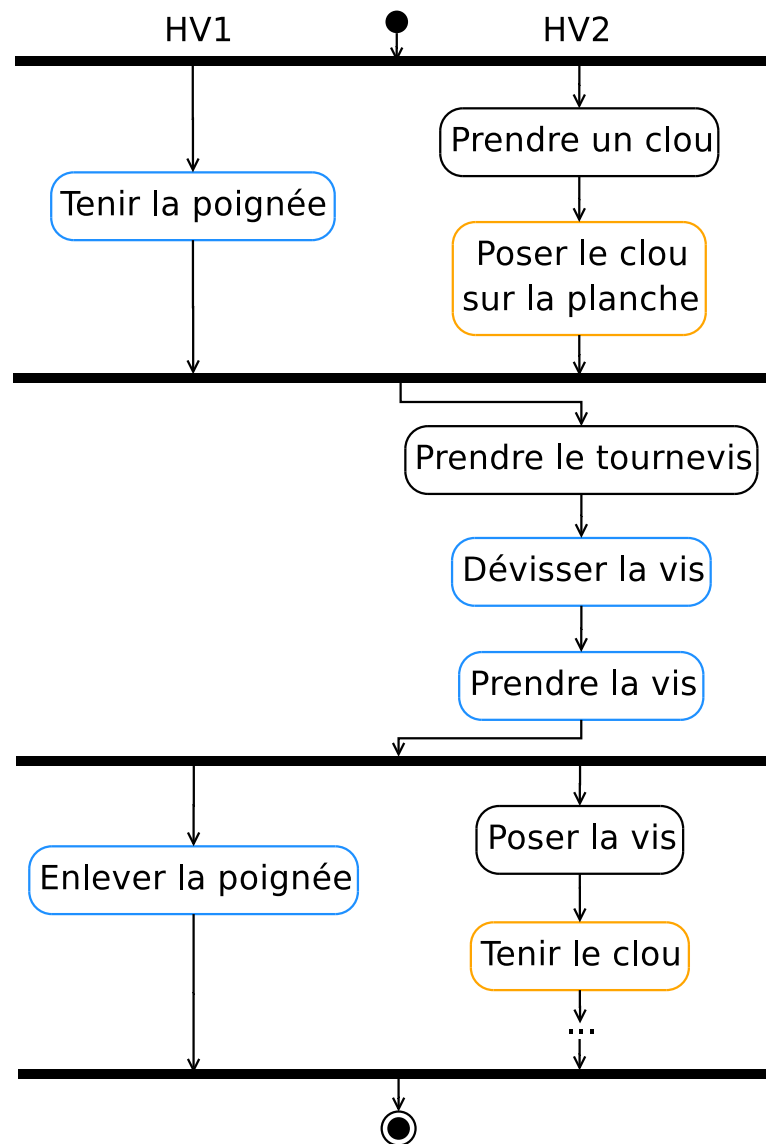 HV1
HV2
Prendre un clou
Tenir la poignée
Poser le clou
sur la planche
Prendre le tournevis
Dévisser la vis
Prendre la vis
Poser la vis
Enlever la poignée
Tenir le clou
...